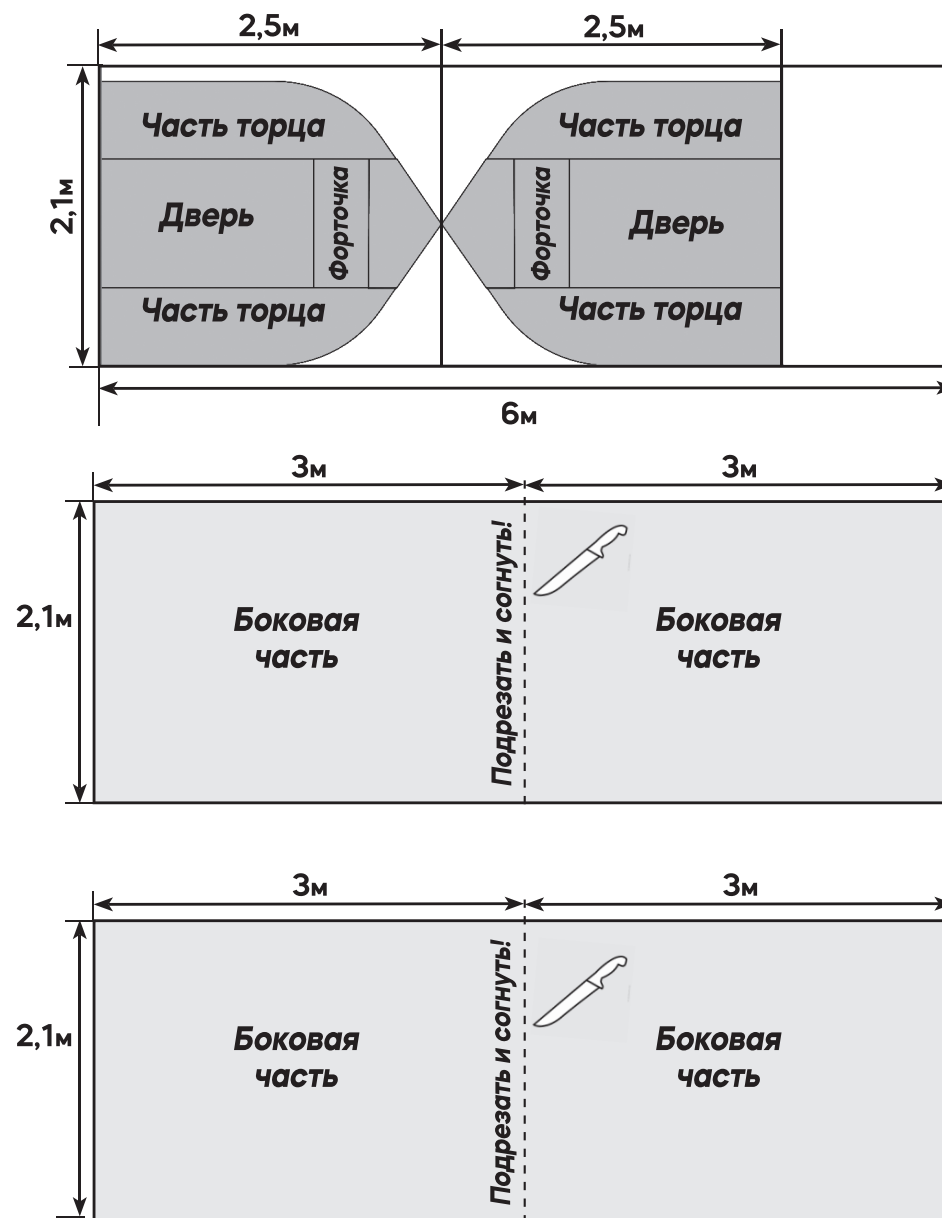 2,5м
2,5м
Часть торца
Часть торца
2,1м
Дверь
Форточка
Форточка
Дверь
Часть торца
Часть торца
6м
3м
3м
2,1м
Боковая
часть
Подрезать и согнуть!
Боковая
часть
3м
3м
2,1м
Боковая
часть
Подрезать и согнуть!
Боковая
часть